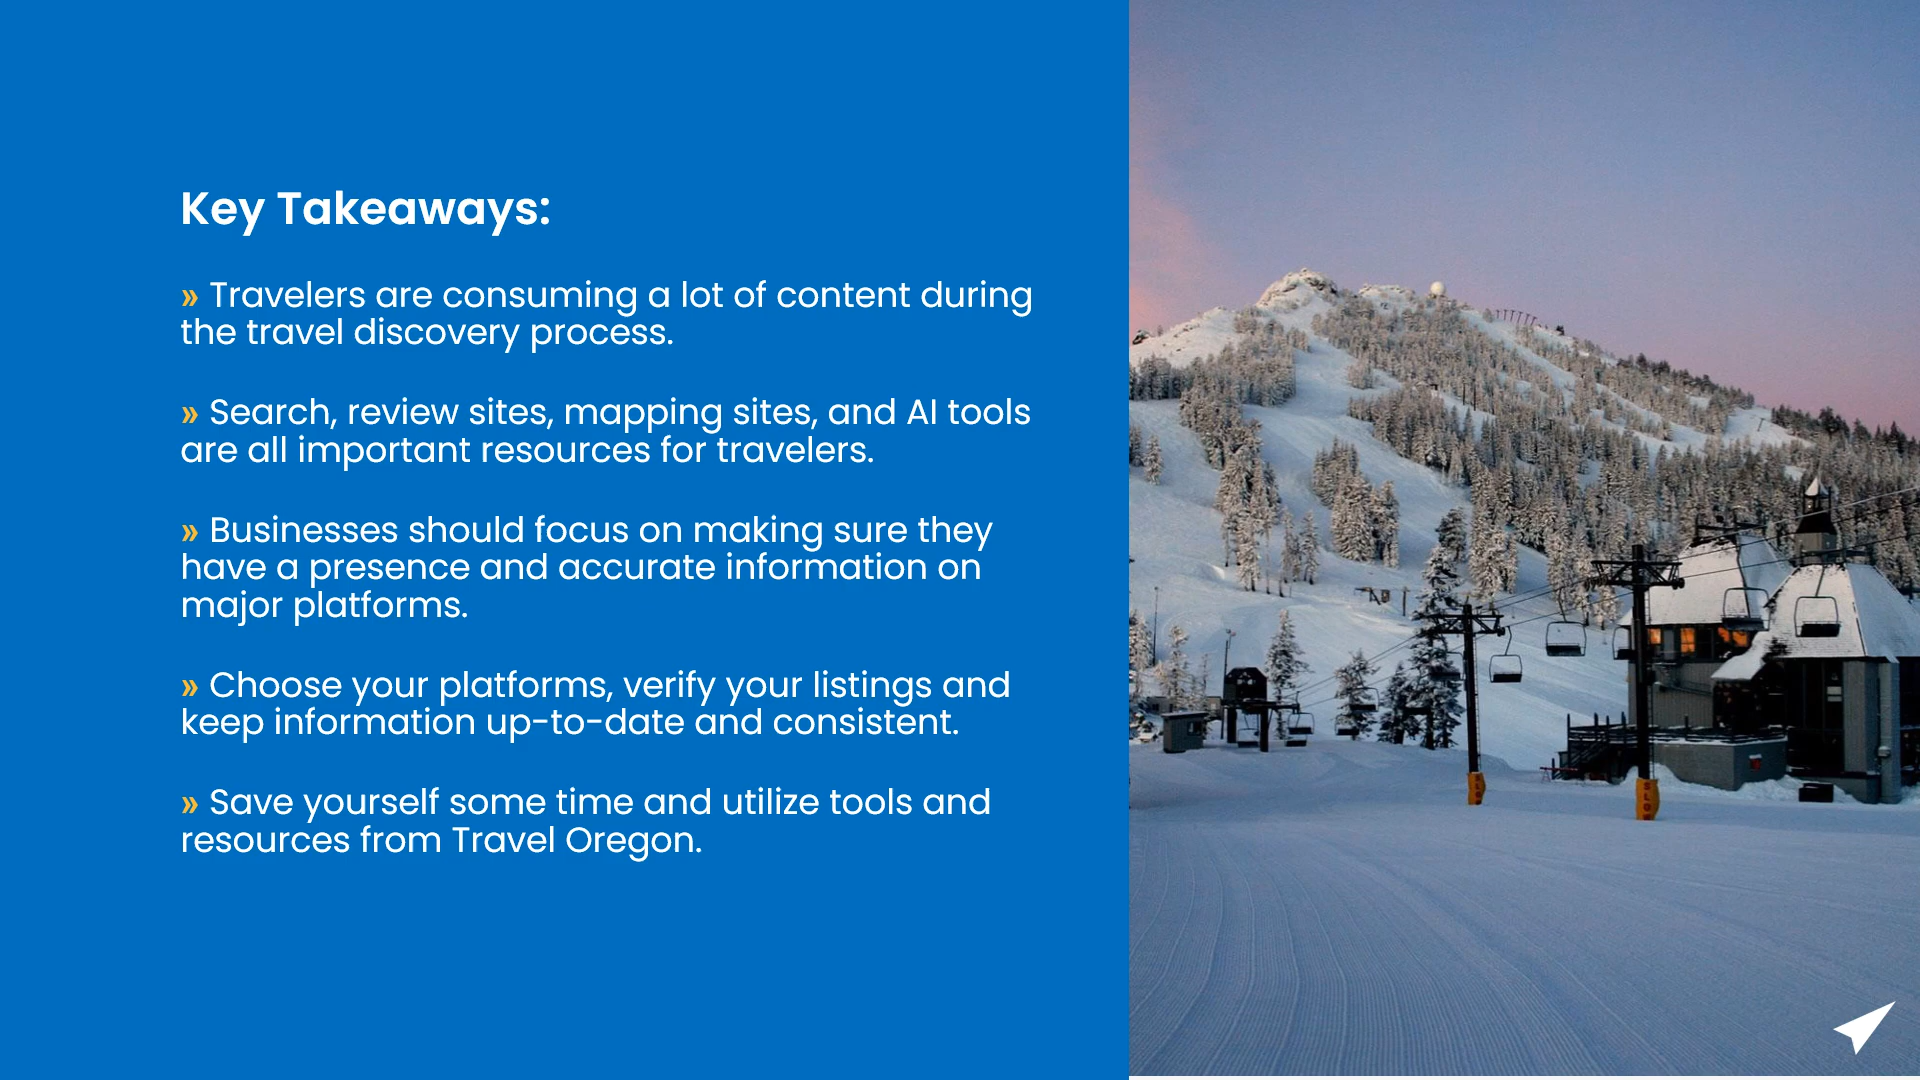 Key Takeaways:
» Travelers are consuming a lot of content during
the travel discovery process.
» Search, review sites, mapping sites, and AI tools
are all important resources for travelers.
» Businesses should focus on making sure they
have a presence and accurate information on
major platforms.
» Choose your platforms, verify your listings and
keep information up-to-date and consistent.
» Save yourself some time and utilize tools and
resources from Travel Oregon.
SLOW
SLOW